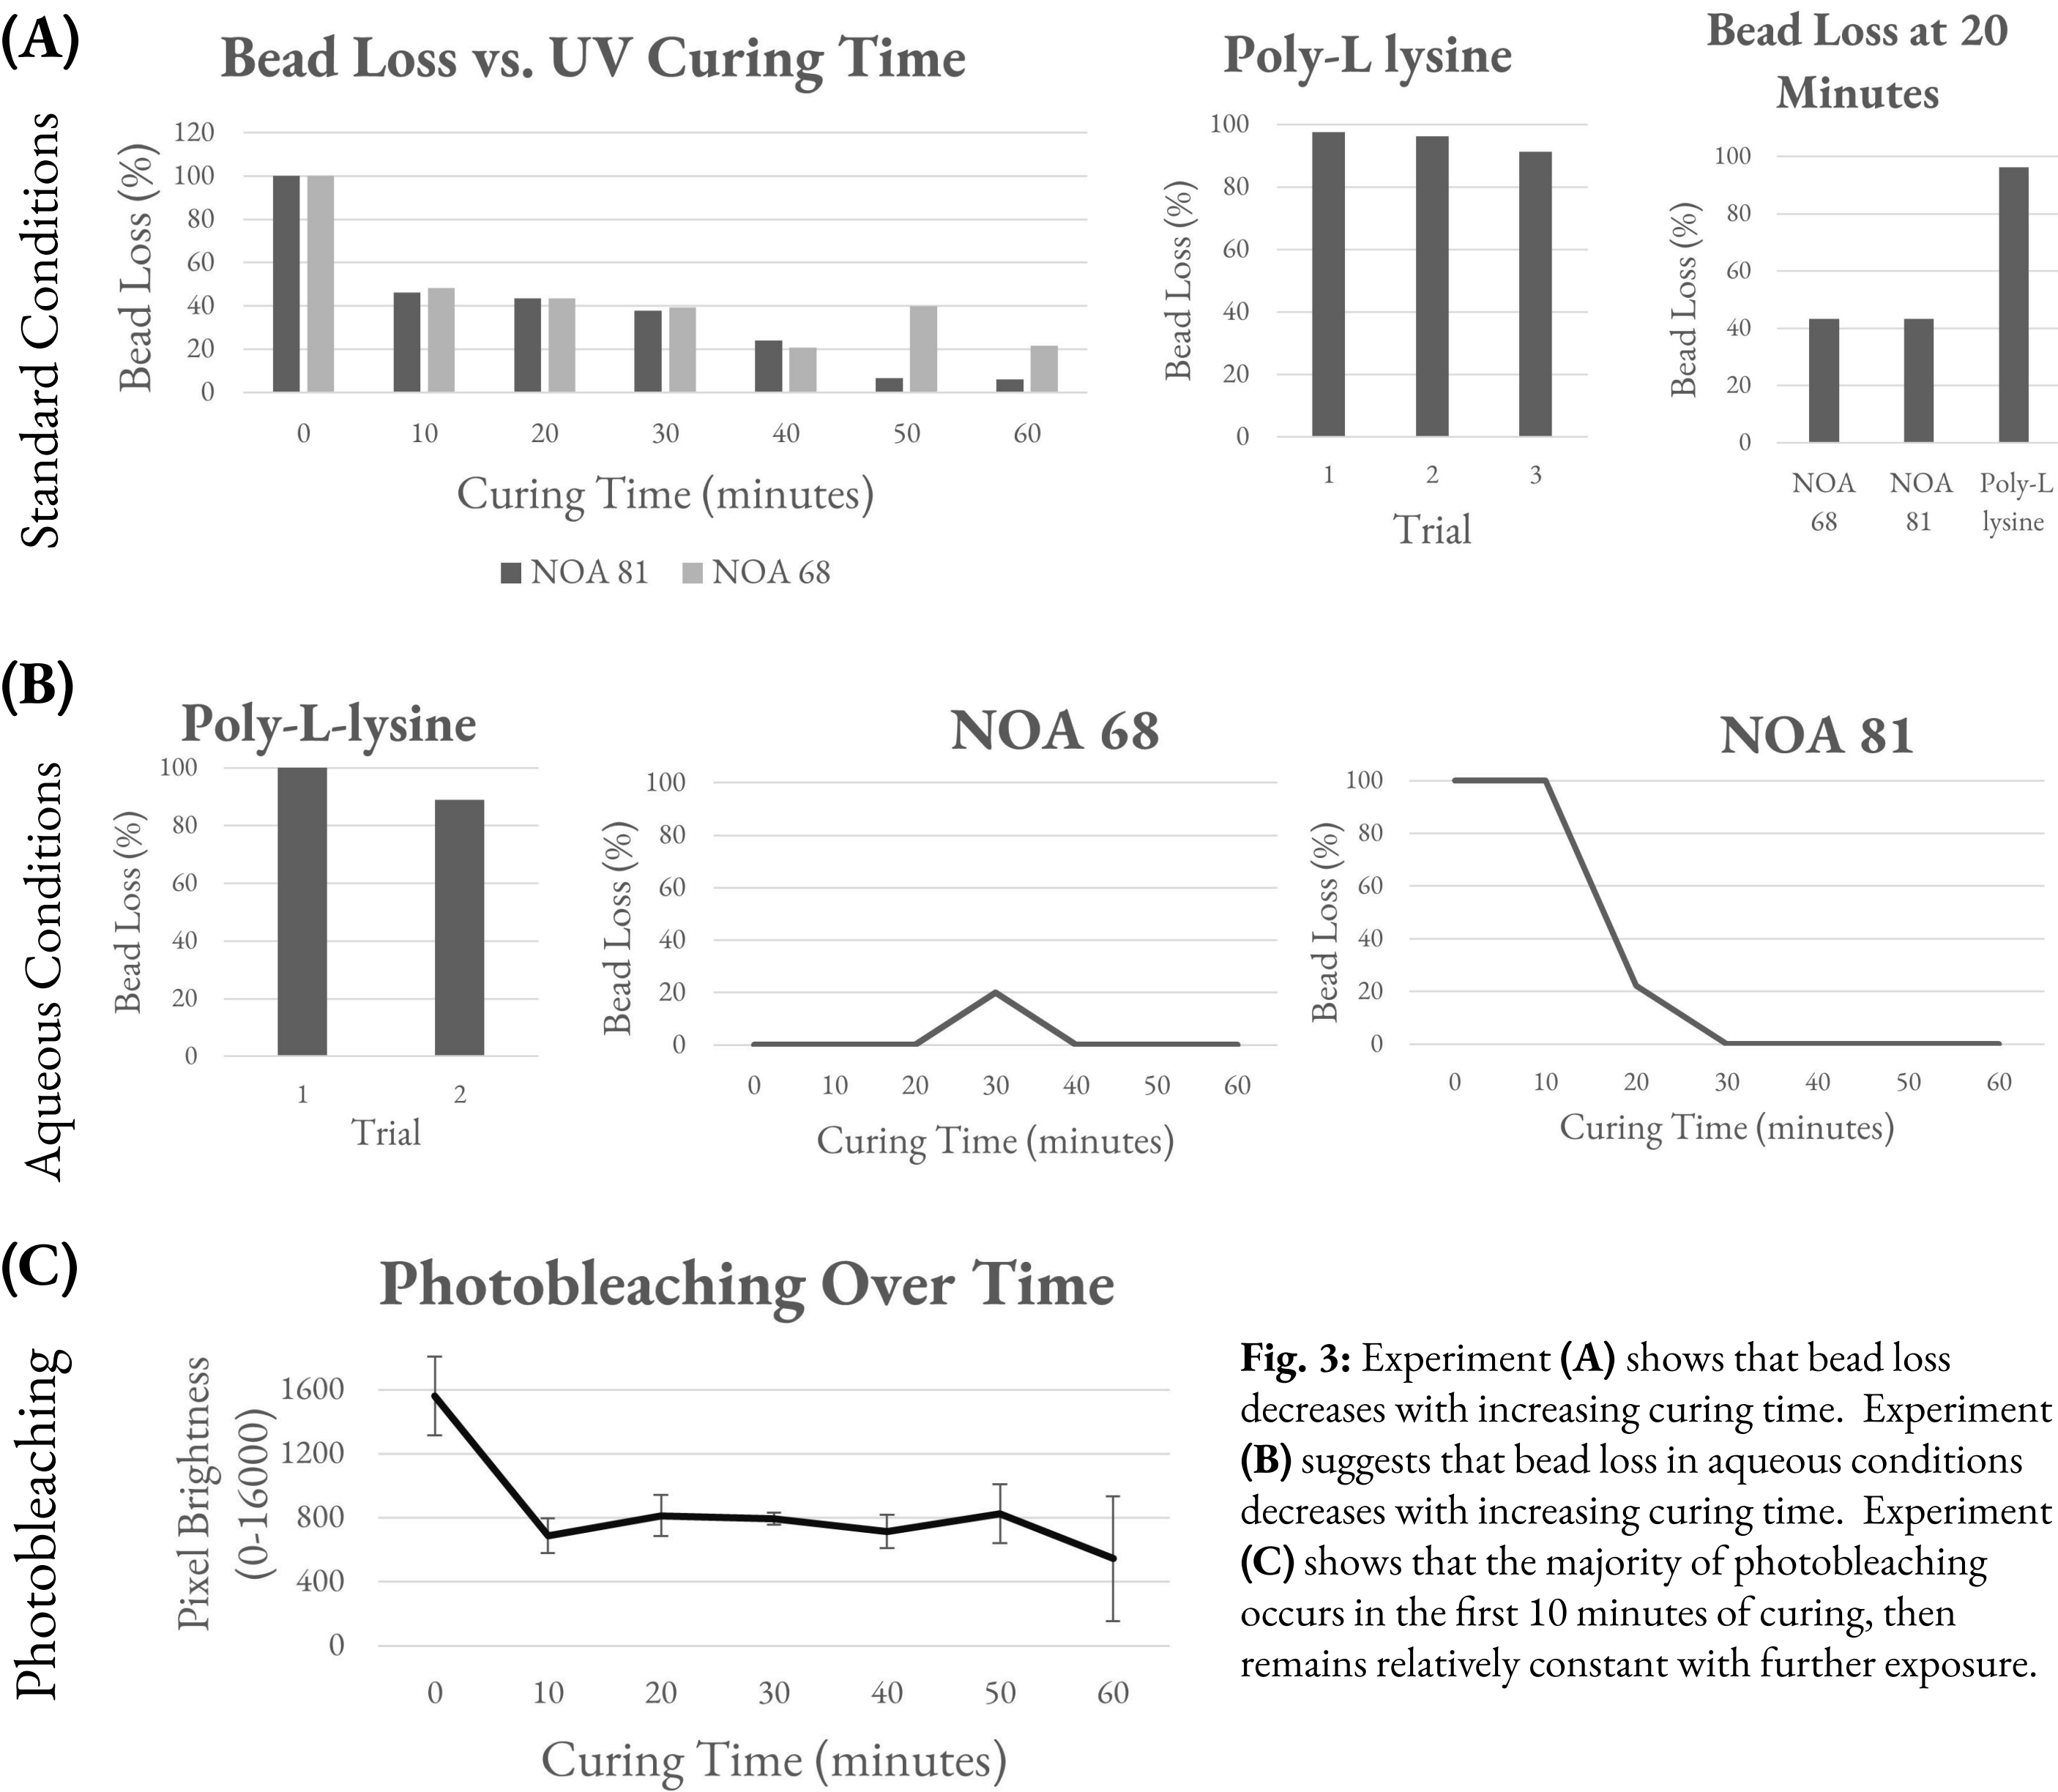 (A)
Standard Conditions
Bead Loss vs. UV Curing Time
Bead Loss (%)
120
100
80
60
40
20
0
0 10 20 30 40 50 60
Curing Time (minutes)
NOA 81 NOA 68
Poly-L lysine
Bead Loss (%)
100
80
60
40
20
0
1 2 3
Trial
Bead Loss at 20
Minutes
Bead Loss (%)
100
80
60
40
20
0
NOA NOA Poly-L
68 81 lysine
(B)
Aqueous Conditions
Poly-L-lysine
Bead Loss (%)
100
80
60
40
20
0
1 2
Trial
NOA 68
Bead Loss (%)
100
80
60
40
20
0
0 10 20 30 40 50 60
Curing Time (minutes)
NOA 81
Bead Loss (%)
100
80
60
40
20
0
0 10 20 30 40 50 60
Curing Time (minutes)
(C)
Photobleaching
Photobleaching Over Time
Pixel Brightness
(0-16000)
1600
1200
800
400
0
0 10 20 30 40 50 60
Curing Time (minutes)
Fig. 3: Experiment (A) shows that bead loss
decreases with increasing curing time. Experiment
(B) suggests that bead loss in aqueous conditions
decreases with increasing curing time. Experiment
(C) shows that the majority of photobleaching
occurs in the first 10 minutes of curing, then
remains relatively constant with further exposure.